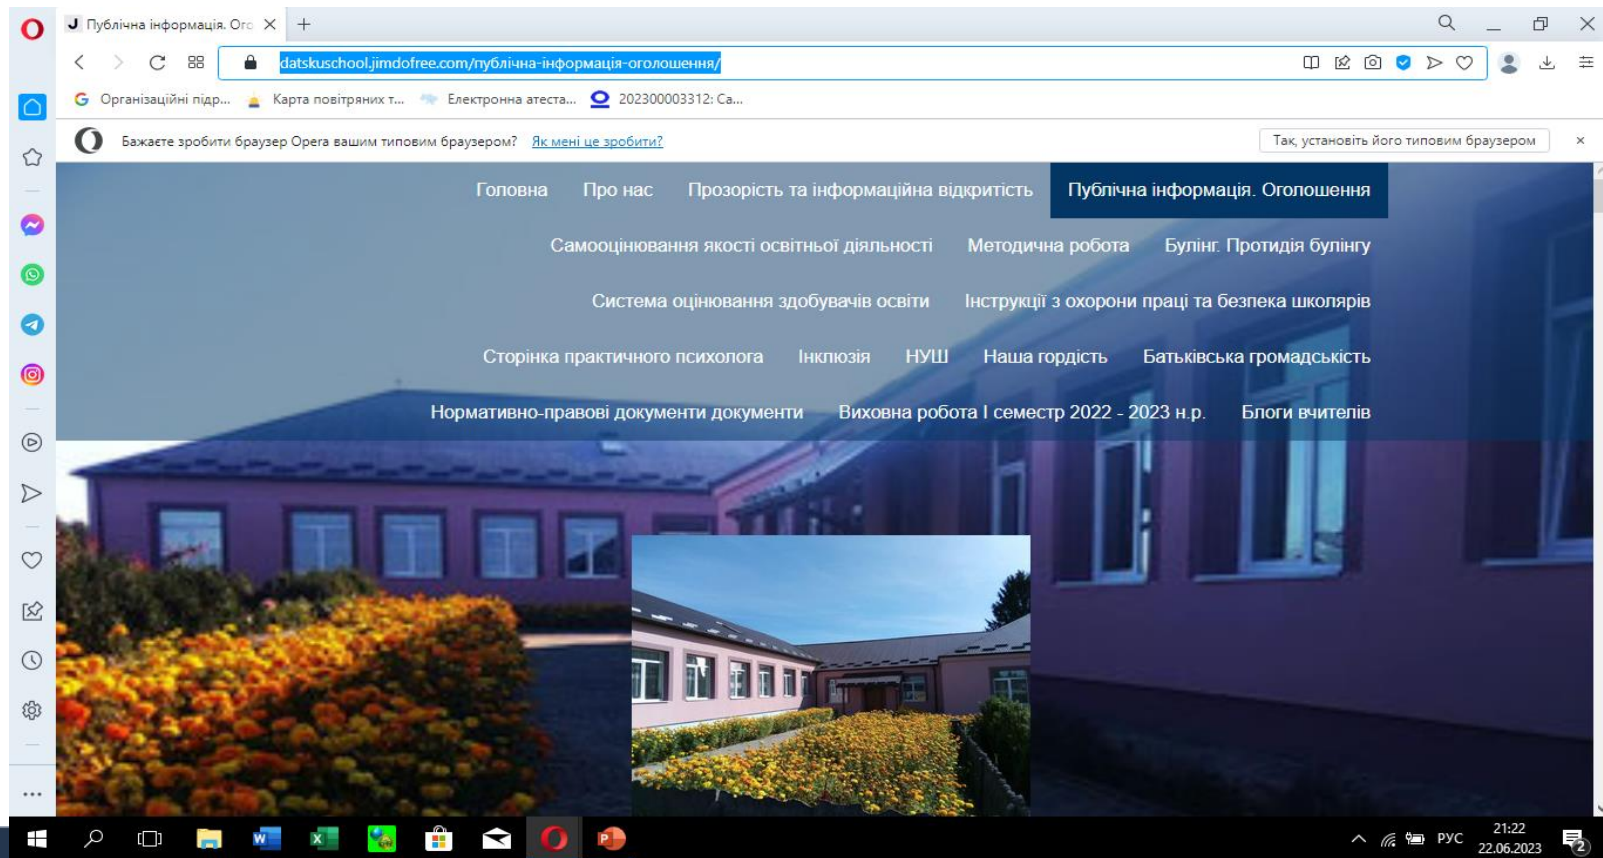 Публічна інформація. Ого
datskuschool.jimdofree.com/публічна-інформація-оголошення/
Організаційні підр... Карта повітряних т... Електронна атеста... 202300003312: Ca...
Бажаєте зробити браузер Opera вашим типовим браузером? Як мені це зробити? Так, установіть його типовим браузером
Головна Про нас Прозорість та інформаційна відкритість Публічна інформація. Оголошення
Самооцінювання якості освітньої діяльності Методична робота Булінг. Протидія булінгу
Система оцінювання здобувачів освіти Інструкції з охорони праці та безпека школярів
Сторінка практичного психолога Інклюзія НУШ Наша гордість Батьківська громадськість
Нормативно-правові документи документи Виховна робота І семестр 2022 - 2023 н.р. Блоги вчителів
РУС 21:22
22.06.2023 2